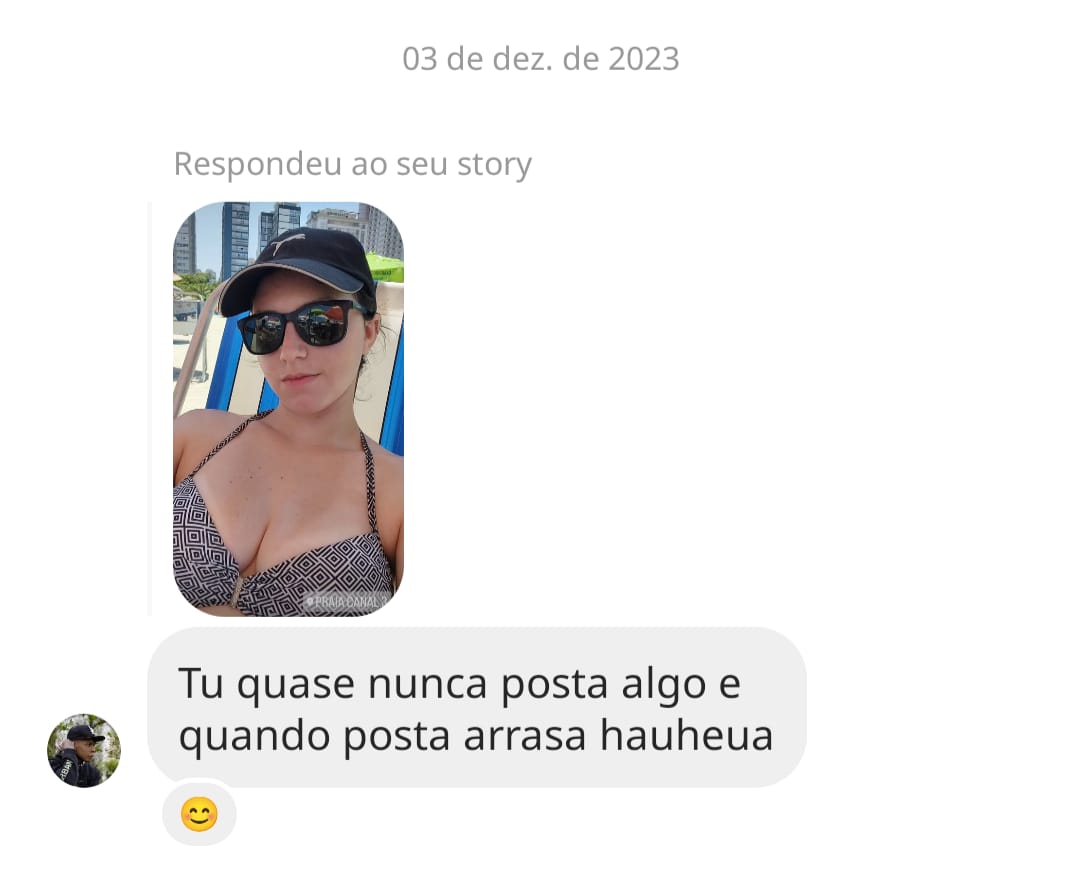 03 de dez. de 2023
Respondeu ao seu story
PRAIA CANAL 3
Tu quase nunca posta algo e
quando posta arrasa hauheua